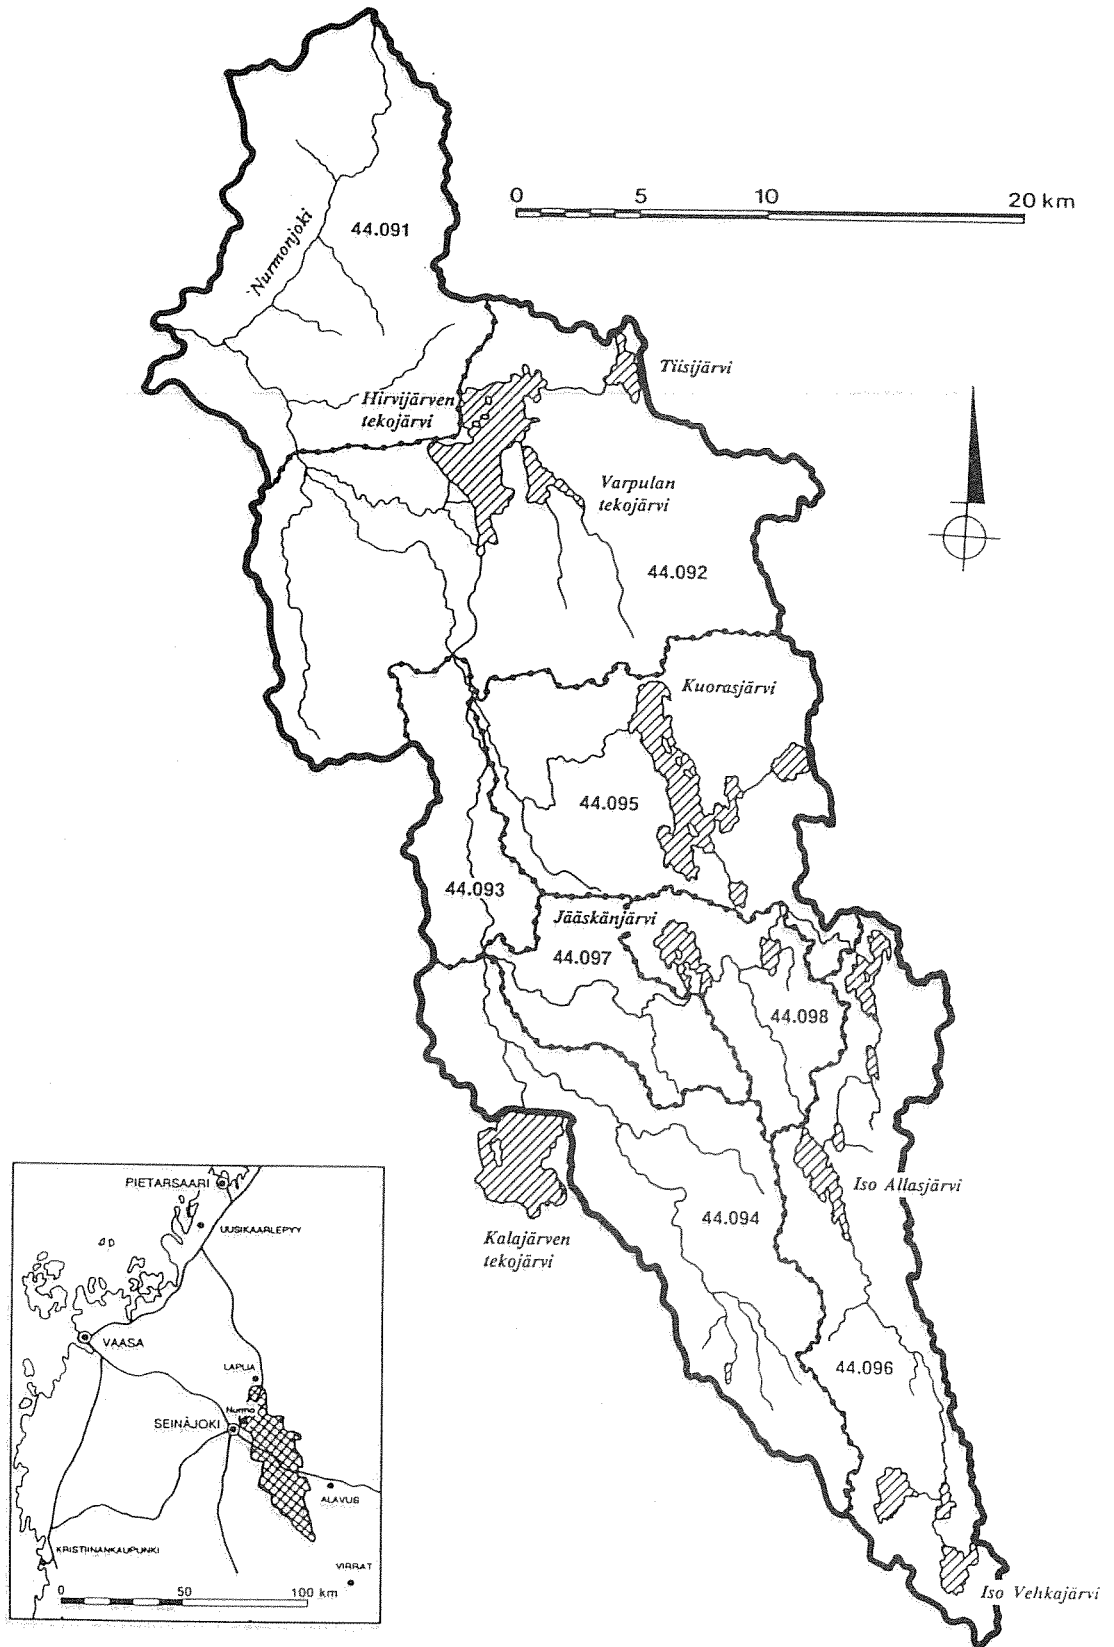 0 5 10 20 km
44.091
Nurmonjoki
Tiisijärvi
Hirvijärven
tekojärvi
Varpulan
tekojärvi
44.092
Kuorasjärvi
44.095
44.093
Jääskänjärvi
44.097
44.098
Iso Allasjärvi
44.094
Kalajärven
tekojärvi
44.096
Iso Vehkajärvi
PIETARSAARI
UUSIKAARLEPYY
VAASA
LAPUA
Nurmo
SEINÄJOKI
ALAVUS
KRISTIINANKAUPUNKI
VIRRAT
0 50 100 km